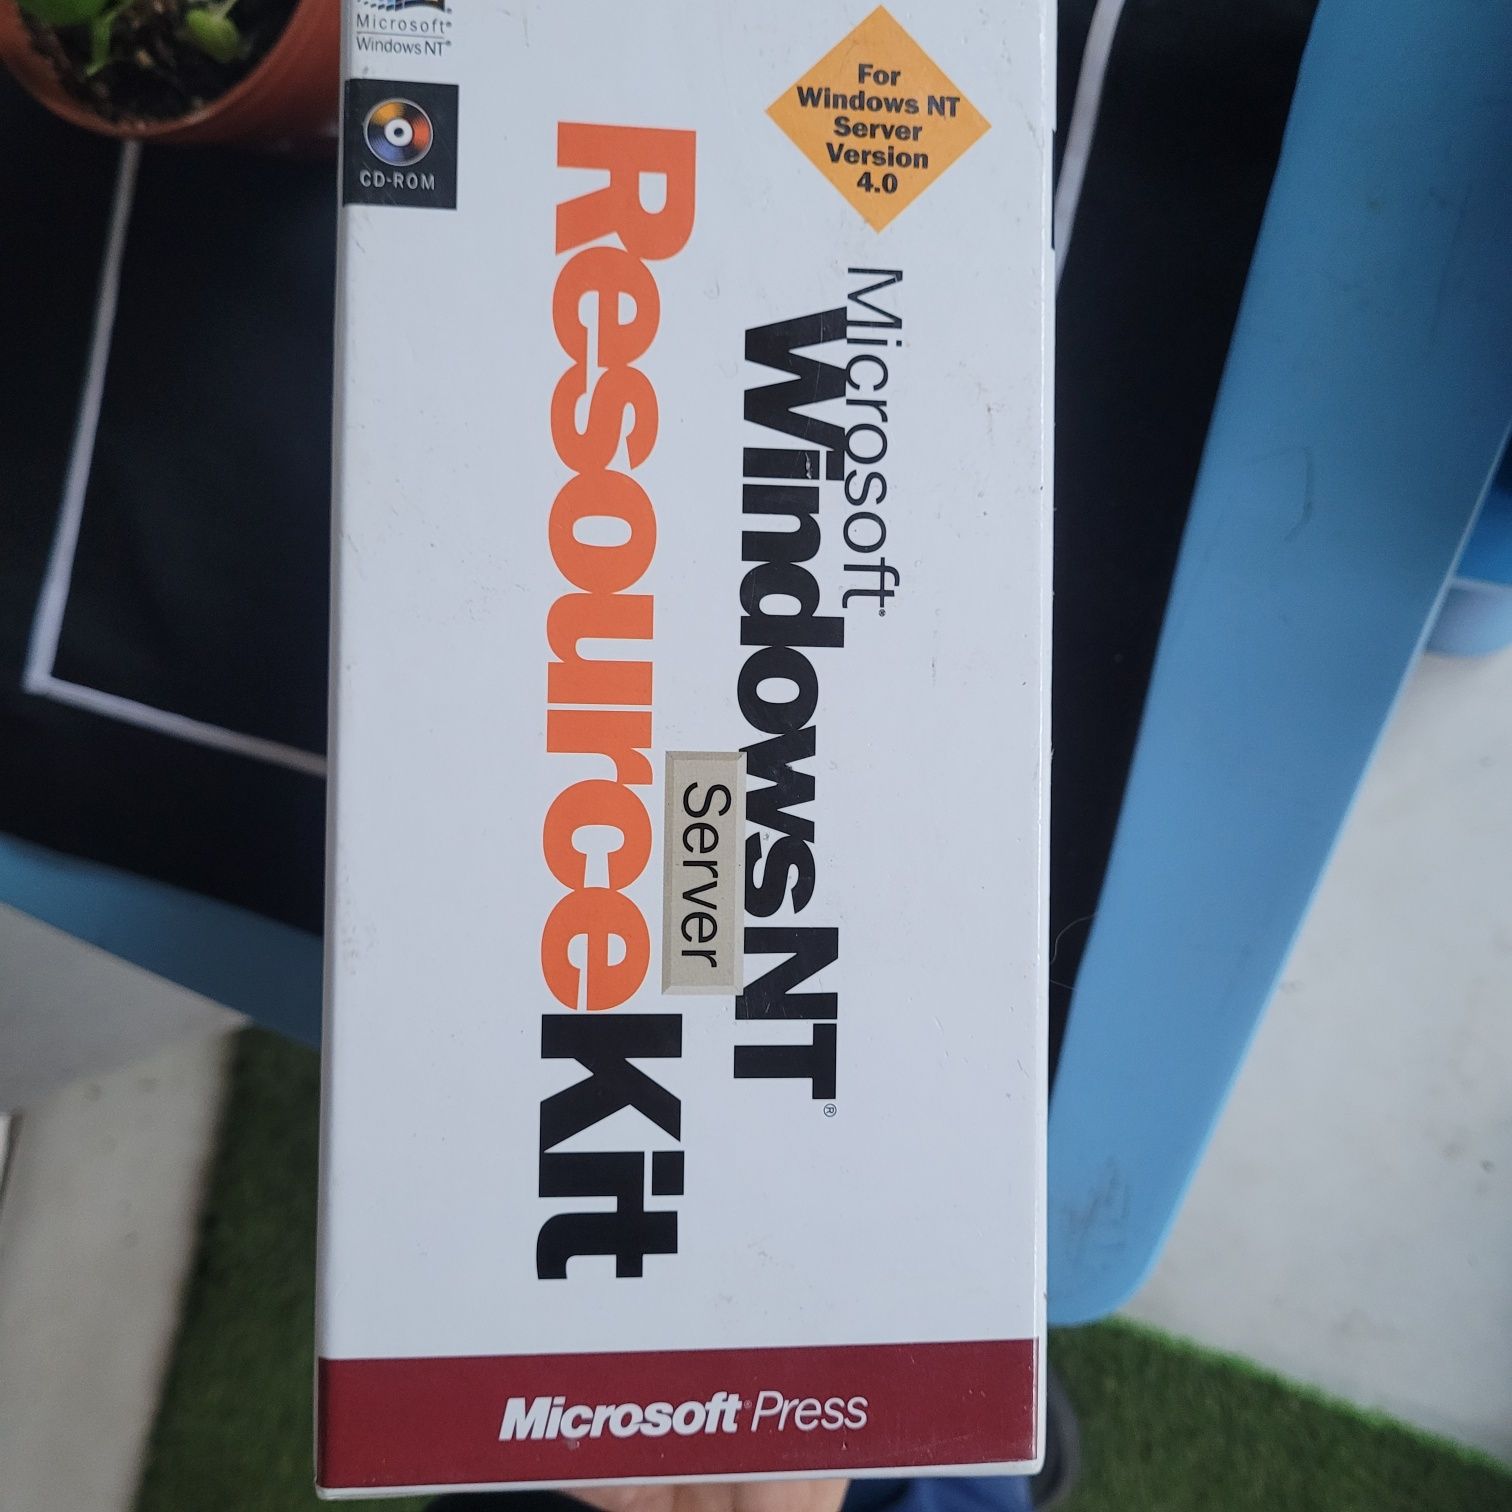 Microsoft®
Windows NT®
CD-ROM
For
Windows NT
Server
Version
4.0
Microsoft®
Windows NT®
Server
Resource Kit
Microsoft® Press